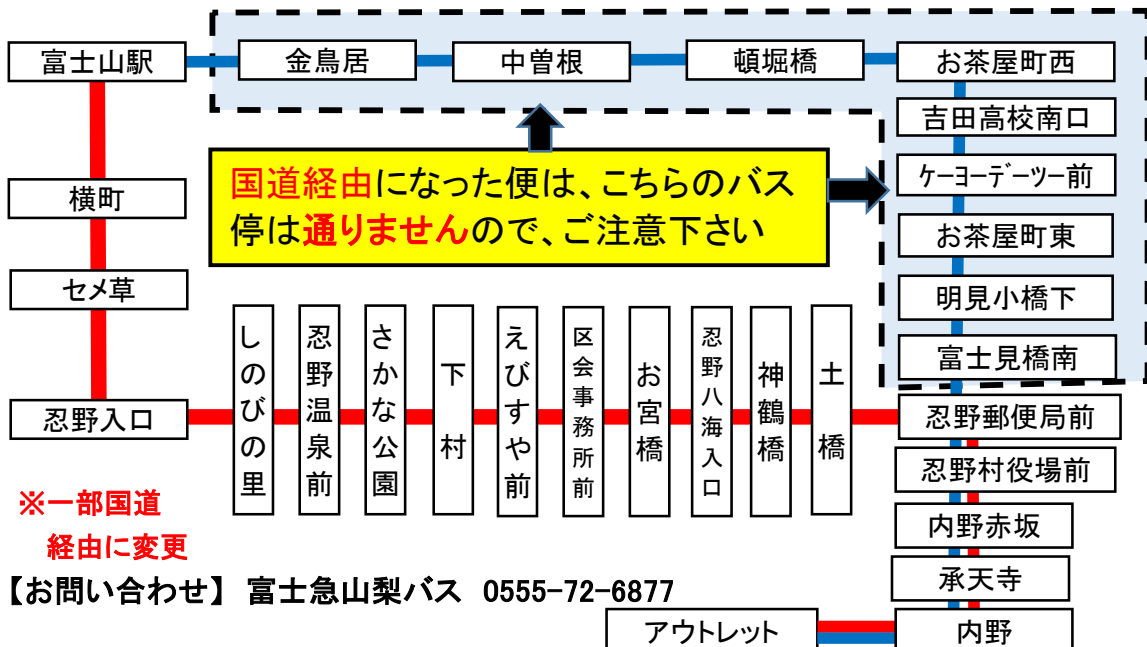 富士山駅
金鳥居
中曽根
頓堀橋
お茶屋町西
吉田高校南口
ケーヨーデーツー前
お茶屋町東
明見小橋下
富士見橋南
国道経由になった便は、こちらのバス
停は通りませんので、ご注意下さい
横町
セメ草
忍野入口
しのびの里
忍野温泉前
さかな公園
下村
えびすや前
区会事務所前
お宮橋
忍野八海入口
神鶴橋
土橋
忍野郵便局前
忍野村役場前
内野赤坂
承天寺
内野
アウトレット
※一部国道
経由に変更
【お問い合わせ】 富士急山梨バス 0555-72-6877